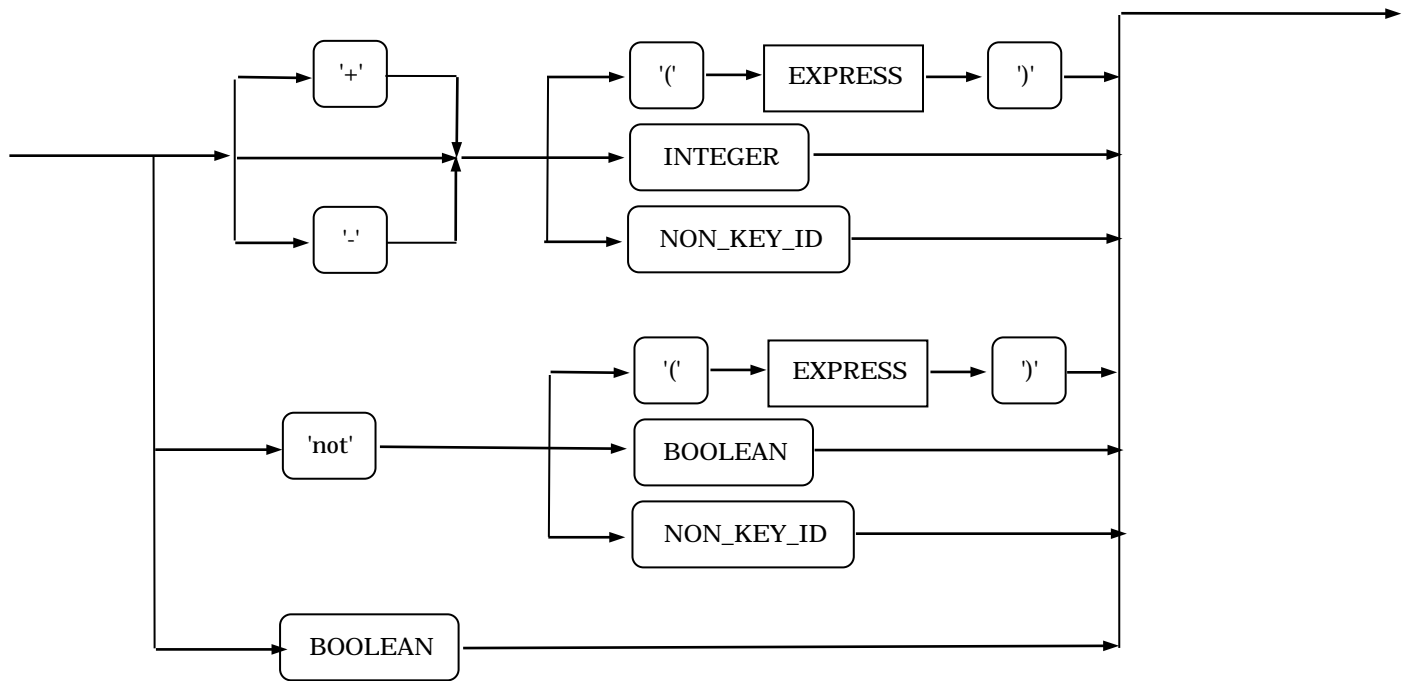 '+'
'(' EXPRESS ')'
INTEGER
'-'
NON_KEY_ID
'(' EXPRESS ')'
'not'
BOOLEAN
NON_KEY_ID
BOOLEAN